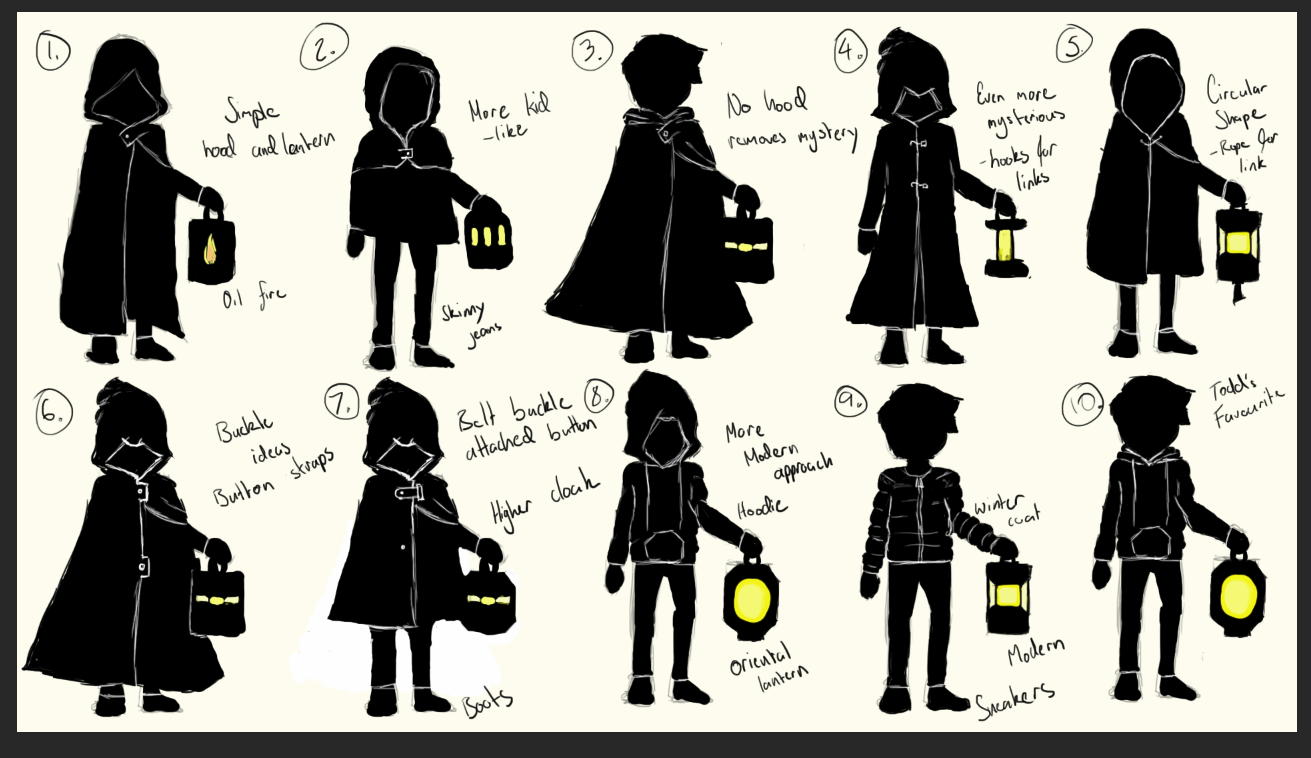 1.
Simple
hood and lantern
Oil fire
2.
More kid
-like
Skinny
jeans
3.
No hood
removes mystery
4.
Even more
mysterious
-hooks for
links
5.
Circular
Shape
-Rope for
link
6.
Buckle
ideas
Button straps
7.
Belt buckle
attached button
Higher cloak
Boots
8.
More
Modern
approach
Hoodie
Oriental
lantern
9.
Winter
coat
Modern
Sneakers
10.
Todd's
Favourite